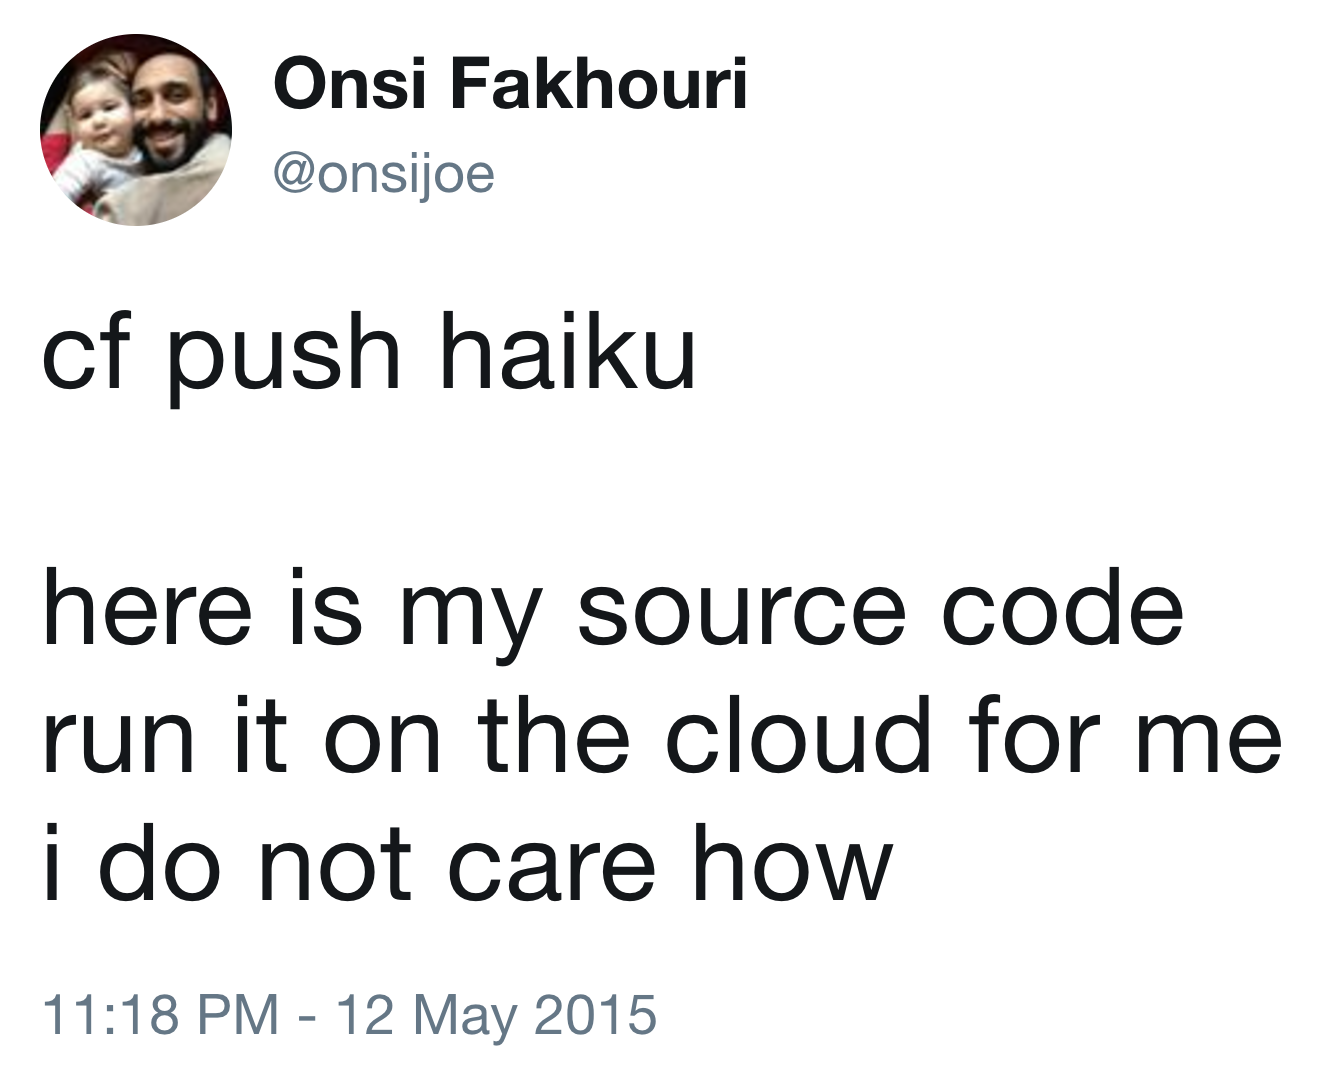 Onsi Fakhouri
@onsijoe
cf push haiku
here is my source code
run it on the cloud for me
i do not care how
11:18 PM - 12 May 2015